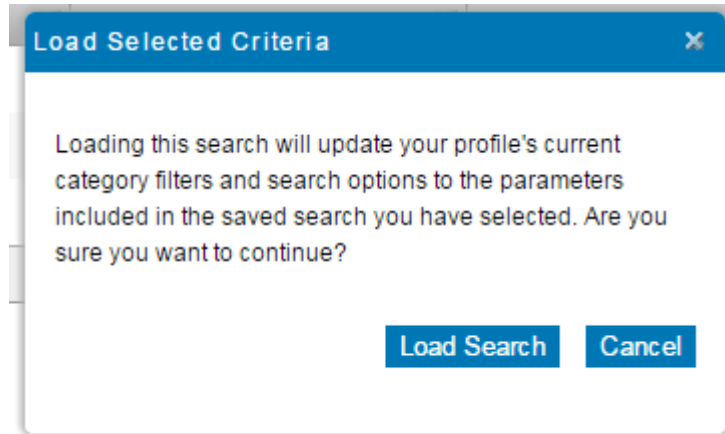 Load Selected Criteria
Loading this search will update your profile's current
category filters and search options to the parameters
included in the saved search you have selected. Are you
sure you want to continue?
Load Search Cancel